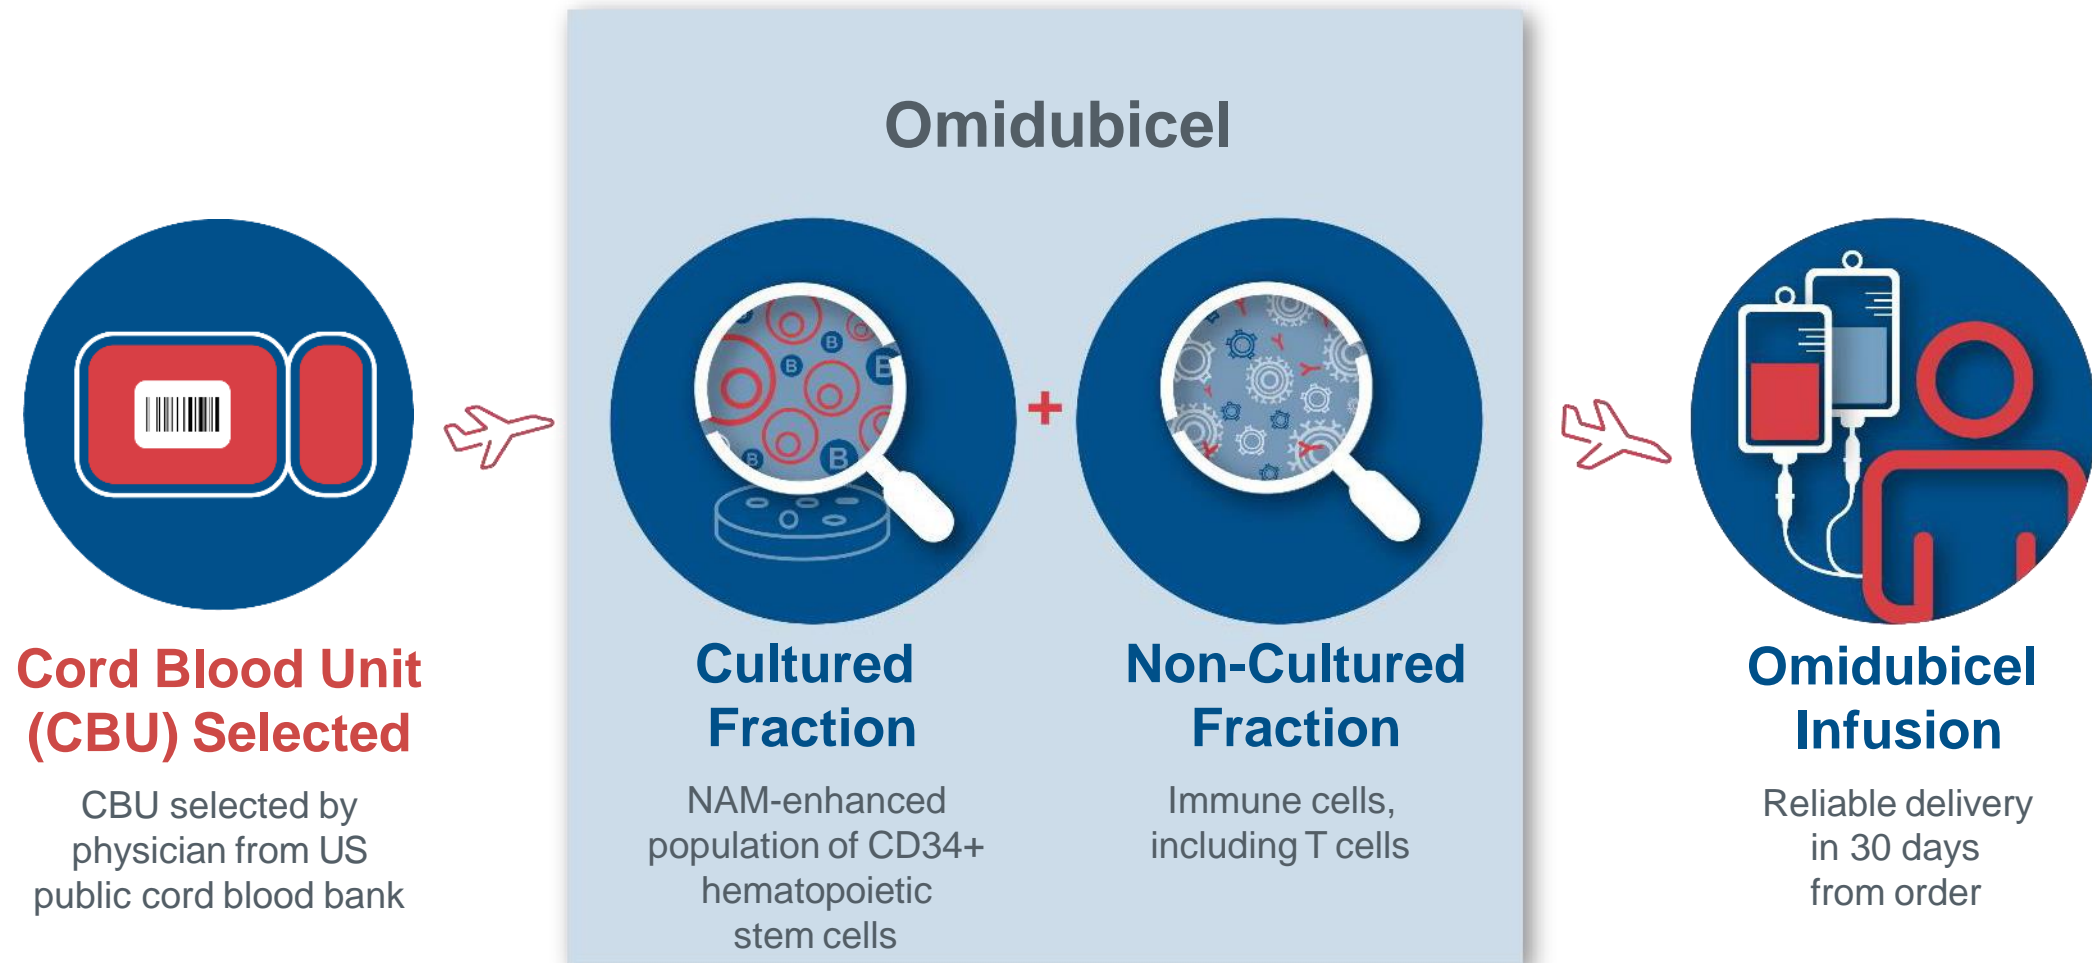 Omidubicel
B
B
B
B
B
Cord Blood Unit
(CBU) Selected
CBU selected by
physician from US
public cord blood bank
Cultured
Fraction
NAM-enhanced
population of CD34+
hematopoietic
stem cells
Non-Cultured
Fraction
Immune cells,
including T cells
Omidubicel
Infusion
Reliable delivery
in 30 days
from order